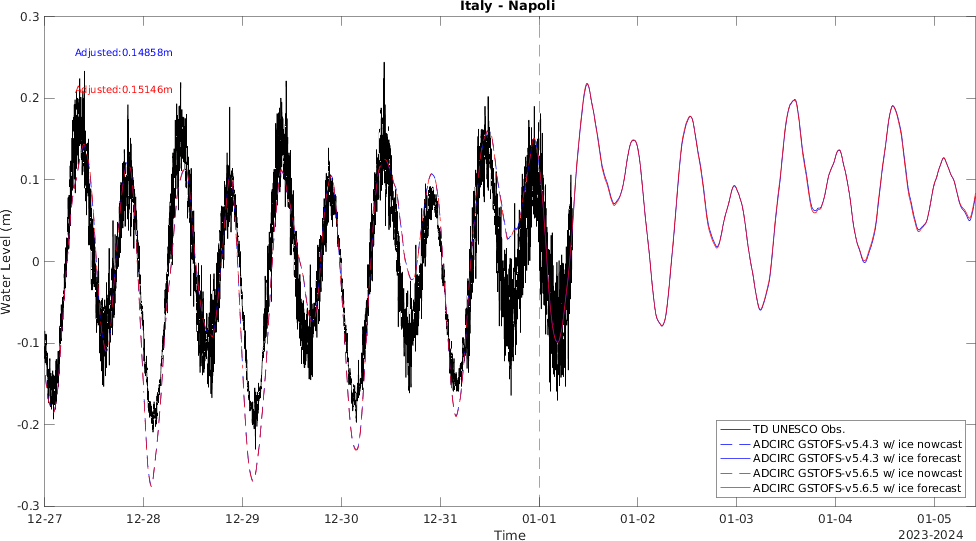 Italy - Napoli
0.3
Adjusted:0.14858m
Adjusted:0.15146m
0.2
0.1
0
-0.1
-0.2
-0.3
Water Level (m)
TD UNESCO Obs.
ADCIRC GSTOFS-v5.4.3 w/ ice nowcast
ADCIRC GSTOFS-v5.4.3 w/ ice forecast
ADCIRC GSTOFS-v5.6.5 w/ ice nowcast
ADCIRC GSTOFS-v5.6.5 w/ ice forecast
12-27 12-28 12-29 12-30 12-31 01-01 01-02 01-03 01-04 01-05
Time
2023-2024